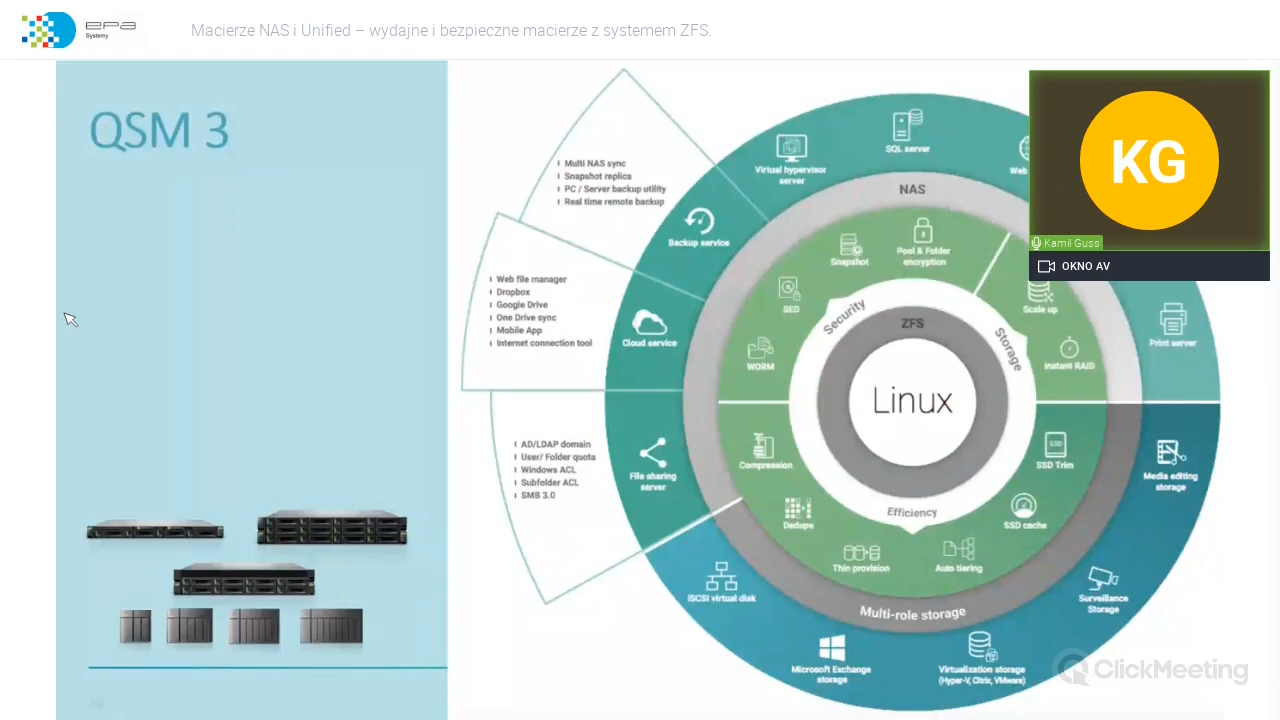 epa
Systemy
Macierze NAS i Unified – wydajne i bezpieczne macierze z systemem ZFS.
QSM 3
Multi NAS sync
Snapshot replica
PC / Server backup utility
Real time remote backup
Web file manager
Dropbox
Google Drive
One Drive sync
Mobile App
Internet connection tool
AD/LDAP domain
User/ Folder quota
Windows ACL
Subfolder ACL
SMB 3.0
Backup service
Cloud service
File sharing
server
Virtual hypervisor
server
SQL server
Web
Print server
NAS
Snapshot
Pool & Folder
encryption
SED
WORM
Security
Scale up
Instant RAID
Storage
ZFS
Linux
Compression
Dedupe
Thin provision
Auto tiering
SSD cache
SSD
SSD Trim
Efficiency
Multi-role storage
ISCSI virtual disk
Microsoft Exchange
storage
Virtualization storage
(Hyper-V, Citrix, VMware)
Surveillance
Storage
Media editing
storage
KG
Kamil Guss
OKNO AV
ClickMeeting